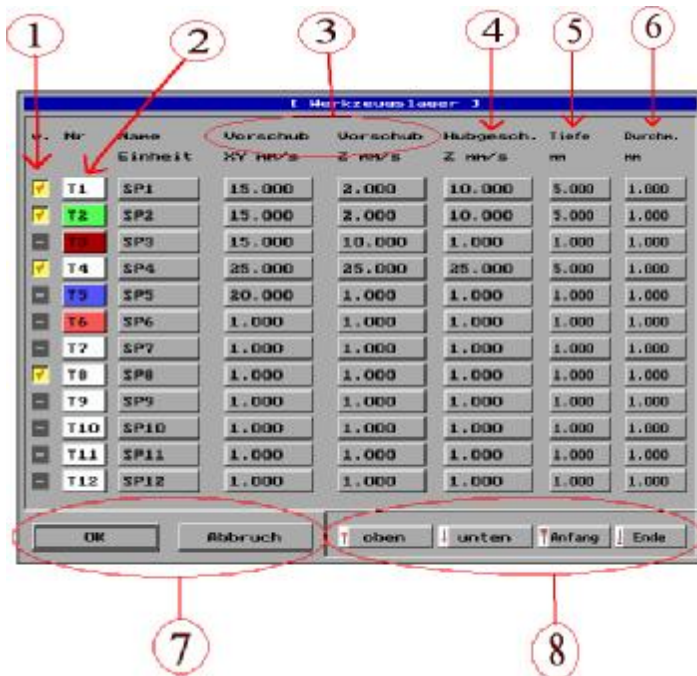 1 2 3 4 5 6
[ Werkzeugslager ]
v. Nr Name Vorschub Vorschub Hubgesch. Tiefe Durchm.
Einheit XY mm/s Z mm/s Z mm/s mm mm
T1 SP1 15.000 2.000 10.000 5.000 1.000
T2 SP2 15.000 2.000 10.000 5.000 1.000
T3 SP3 15.000 10.000 1.000 1.000 1.000
T4 SP4 25.000 25.000 25.000 5.000 1.000
T5 SP5 20.000 1.000 1.000 1.000 1.000
T6 SP6 1.000 1.000 1.000 1.000 1.000
T7 SP7 1.000 1.000 1.000 1.000 1.000
T8 SP8 1.000 1.000 1.000 1.000 1.000
T9 SP9 1.000 1.000 1.000 1.000 1.000
T10 SP10 1.000 1.000 1.000 1.000 1.000
T11 SP11 1.000 1.000 1.000 1.000 1.000
T12 SP12 1.000 1.000 1.000 1.000 1.000
OK Abbruch oben unten Anfang Ende
7 8